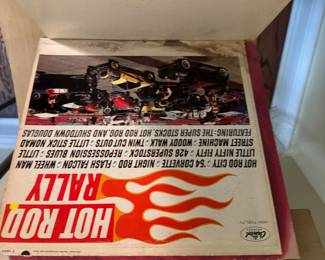 HOT ROD
RALLY
HOT ROD CITY · '54 CORVETTE · NIGHT ROD · FLASH FALCON · WHEEL MAN
LITTLE NIFTY FIFTY · 426 SUPERSTOCK · REPOSSESSION BLUES · LITTLE
STREET MACHINE · WOODY WALK · TWIN CUT OUTS · LITTLE STICK NOMAD
FEATURING: THE SUPER STOCKS, HOT ROD ROG, AND SHUTDOWN DOUGLAS
Capitol